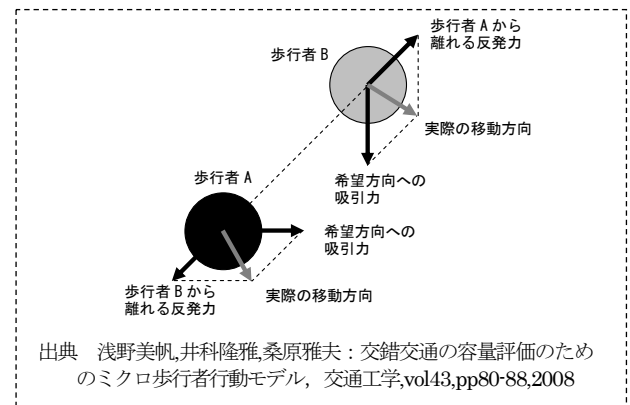 歩行者 A から
離れる反発力
歩行者 B
実際の移動方向
希望方向への
吸引力
歩行者 A
希望方向への
吸引力
歩行者 B から
離れる反発力
実際の移動方向
出典　浅野美帆,井料隆雅,桑原雅夫：交錯交通の容量評価のため
のミクロ歩行者行動モデル，交通工学,vol43,pp80-88,2008